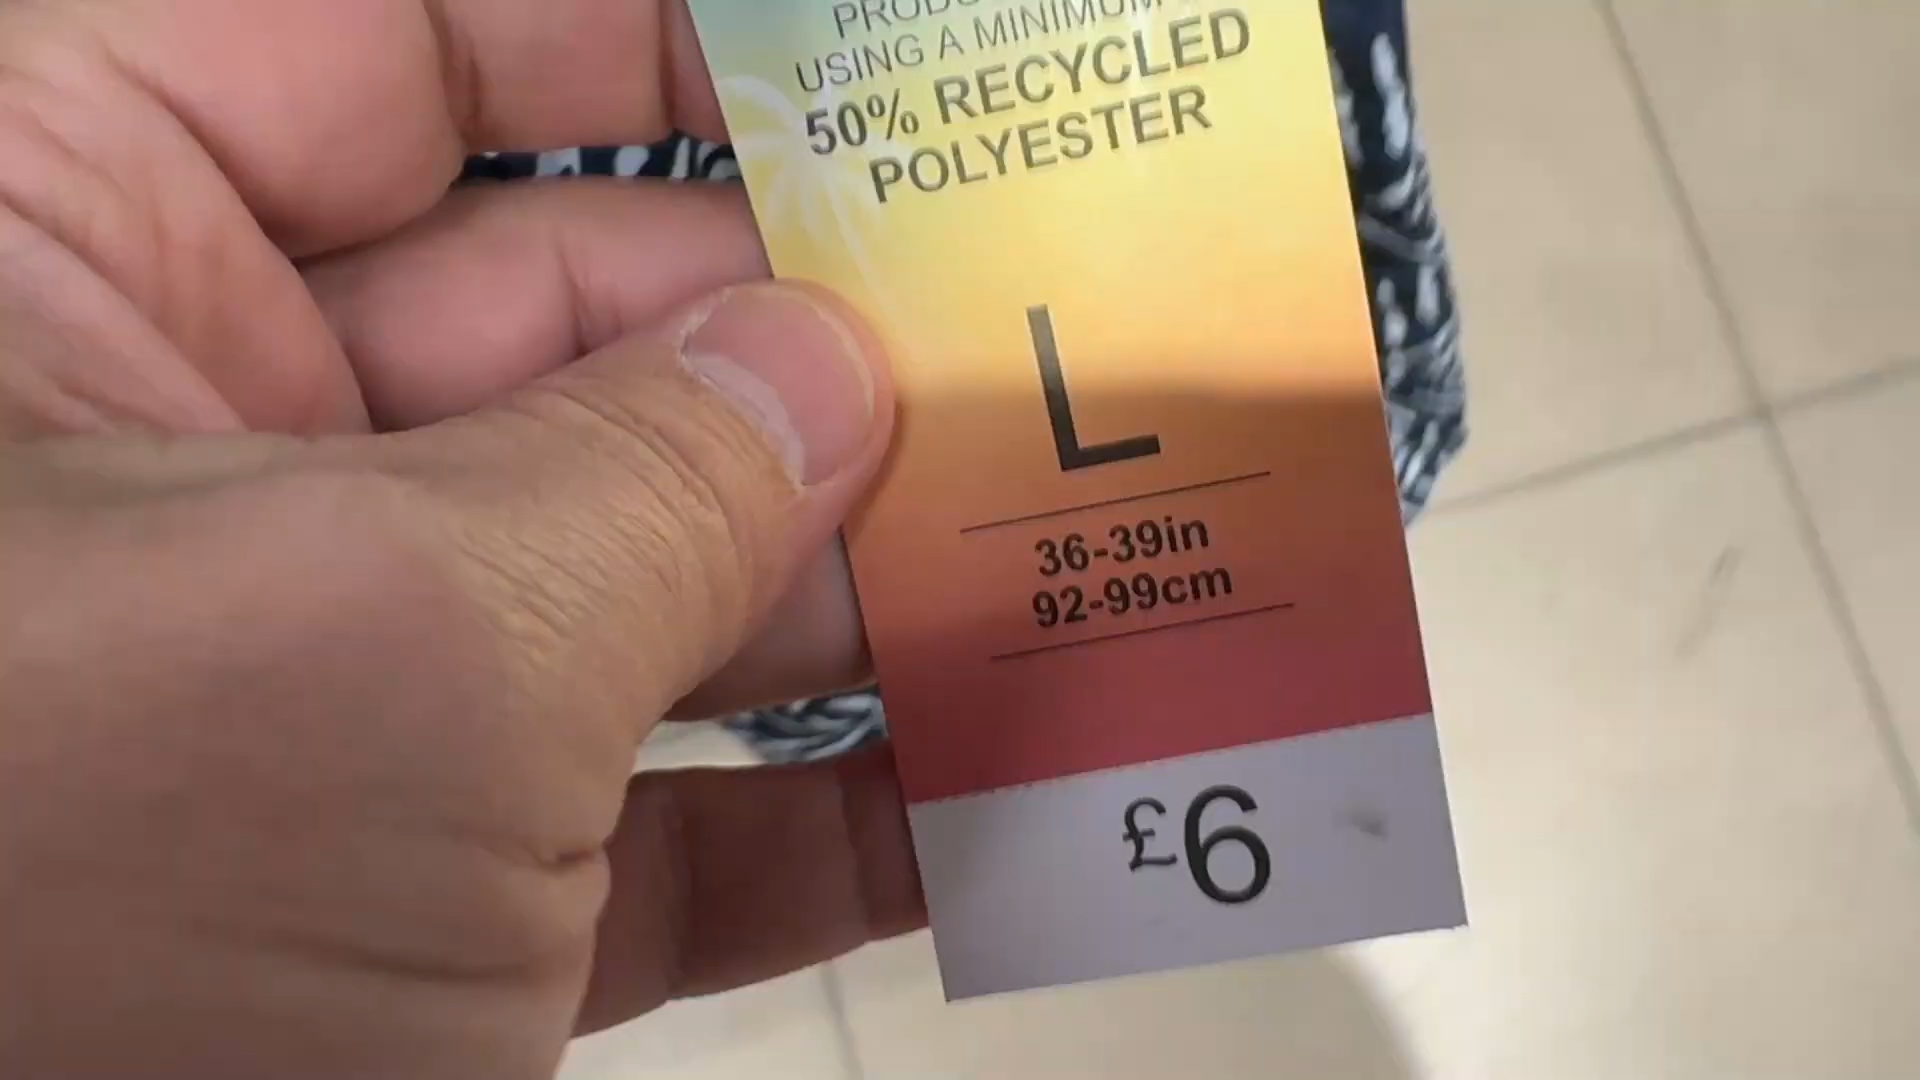 USING A MINIMUM
50% RECYCLED
POLYESTER
L
36-39in
92-99cm
£6